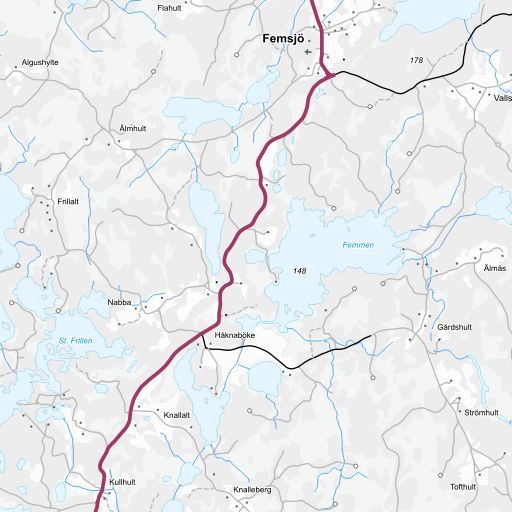 Flahult
Femsjö
Algushylte
178
Valls
Älmhult
Frillalt
Femmen
148
Älmås
Nabba
St. Frillen
Håknaböke
Gårdshult
Knallalt
Strömhult
Kullhult
Knalleberg
Tofthult